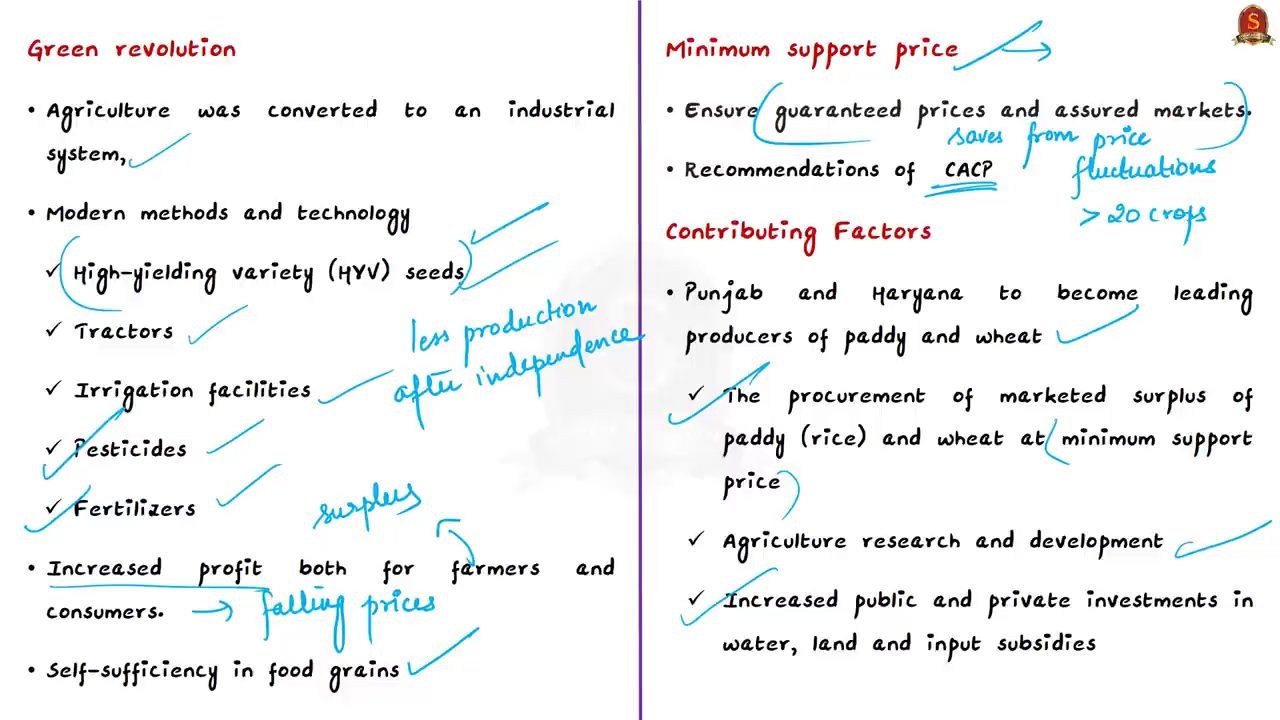 Green revolution
• Agriculture was converted to an industrial
system,
• Modern methods and technology
✓ High-yielding variety (HYV) seeds
✓ Tractors
less production
after independence
✓ Irrigation facilities
✓ Pesticides
✓ Fertilizers
surplus
• Increased profit both for farmers and
consumers. → falling prices
• Self-sufficiency in food grains
Minimum support price →
• Ensure (guaranteed prices and assured markets.)
saves from price
fluctuations
• Recommendations of CACP
> 20 crops
Contributing Factors
• Punjab and Haryana to become leading
producers of paddy and wheat
✓ The procurement of marketed surplus of
paddy (rice) and wheat at (minimum support
price)
✓ Agriculture research and development
✓ Increased public and private investments in
water, land and input subsidies
S